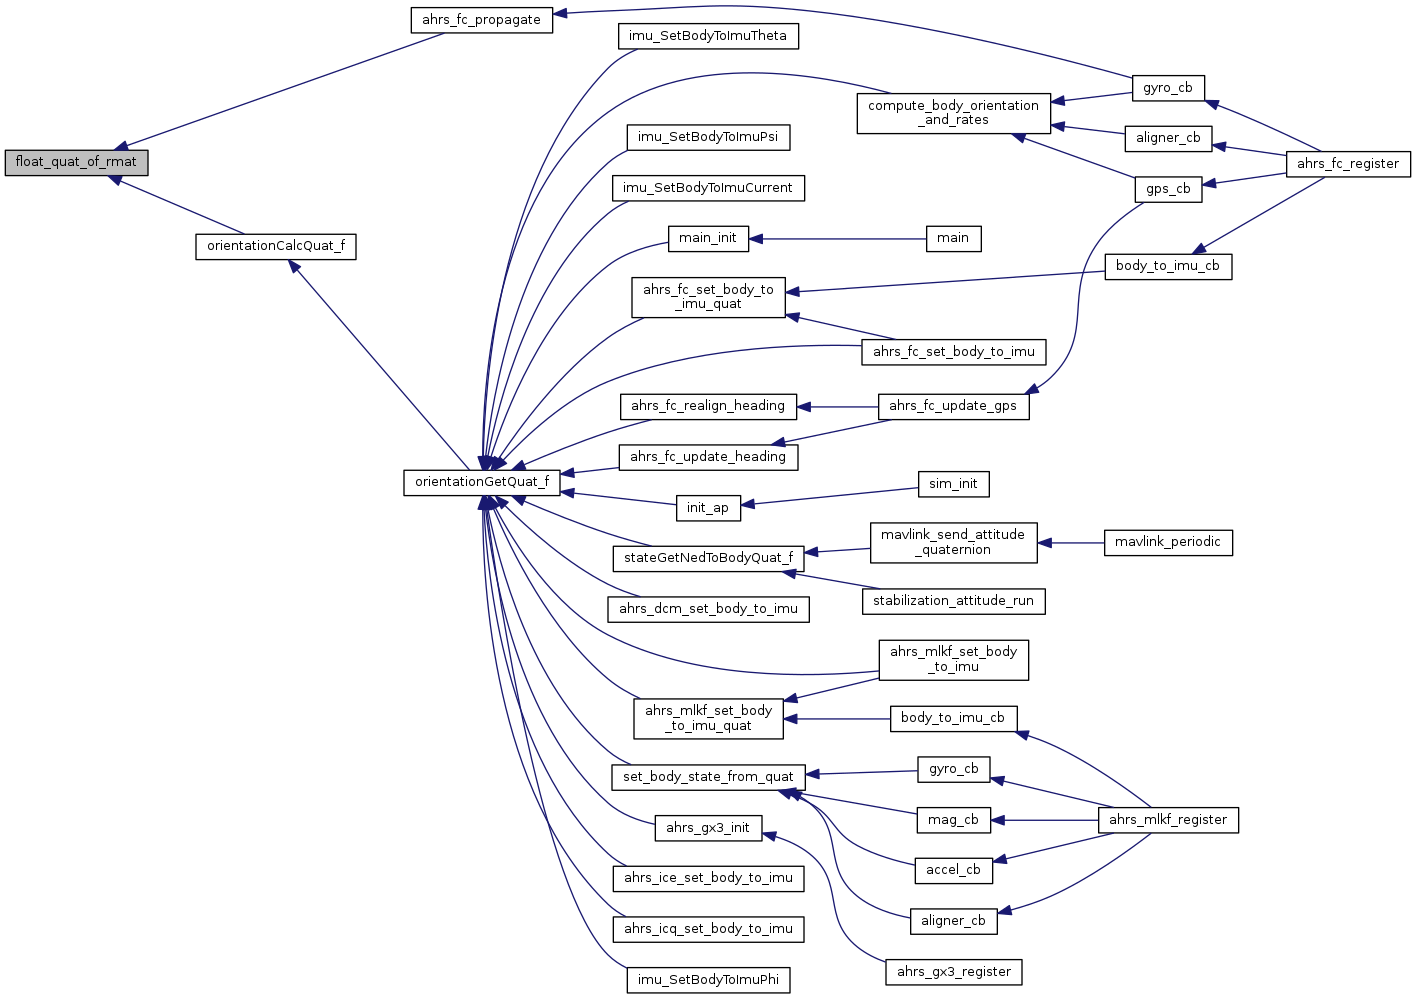 float_quat_of_rmat
ahrs_fc_propagate
orientationCalcQuat_f
orientationGetQuat_f
imu_SetBodyToImuTheta
compute_body_orientation
_and_rates
gyro_cb
aligner_cb
gps_cb
ahrs_fc_register
imu_SetBodyToImuPsi
imu_SetBodyToImuCurrent
main_init
main
ahrs_fc_set_body_to
_imu_quat
body_to_imu_cb
ahrs_fc_set_body_to_imu
ahrs_fc_realign_heading
ahrs_fc_update_gps
ahrs_fc_update_heading
init_ap
sim_init
stateGetNedToBodyQuat_f
mavlink_send_attitude
_quaternion
mavlink_periodic
stabilization_attitude_run
ahrs_dcm_set_body_to_imu
ahrs_mlkf_set_body
_to_imu
ahrs_mlkf_set_body
_to_imu_quat
body_to_imu_cb
set_body_state_from_quat
gyro_cb
mag_cb
accel_cb
aligner_cb
ahrs_mlkf_register
ahrs_gx3_init
ahrs_gx3_register
ahrs_ice_set_body_to_imu
ahrs_icq_set_body_to_imu
imu_SetBodyToImuPhi